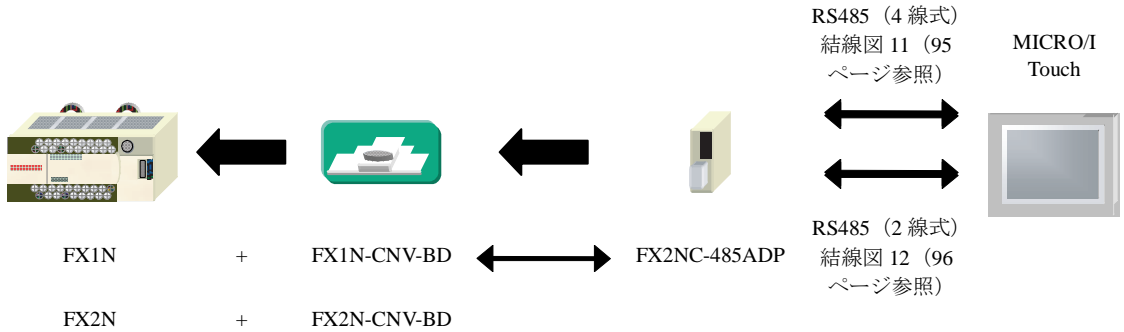 RS485（4 線式）
結線図 11（95
ページ参照）
MICRO/I
Touch
RS485（2 線式）
結線図 12（96
ページ参照）
FX1N + FX1N-CNV-BD FX2NC-485ADP
FX2N + FX2N-CNV-BD